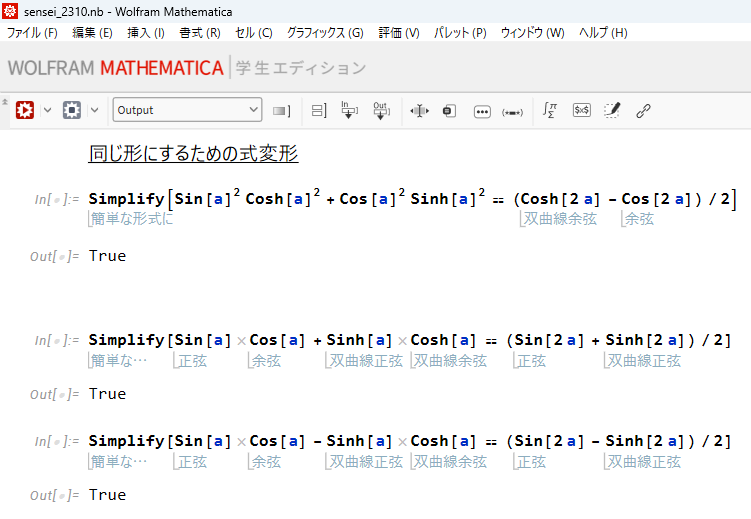 sensei_2310.nb - Wolfram Mathematica
ファイル (F) 編集 (E) 挿入 (I) 書式 (R) セル (C) グラフィックス (G) 評価 (V) パレット (P) ウィンドウ (W) ヘルプ (H)
WOLFRAM MATHEMATICA 学生エディション
Output In Out
同じ形にするための式変形
In[ ]:= Simplify[Sin[a]² Cosh[a]² + Cos[a]² Sinh[a]² == (Cosh[2 a] - Cos[2 a]) / 2]
簡単な形式に 双曲線余弦 余弦
Out[ ]= True
In[ ]:= Simplify[Sin[a] × Cos[a] + Sinh[a] × Cosh[a] == (Sin[2 a] + Sinh[2 a]) / 2]
簡単な… 正弦 余弦 双曲線正弦 双曲線余弦 正弦 双曲線正弦
Out[ ]= True
In[ ]:= Simplify[Sin[a] × Cos[a] - Sinh[a] × Cosh[a] == (Sin[2 a] - Sinh[2 a]) / 2]
簡単な… 正弦 余弦 双曲線正弦 双曲線余弦 正弦 双曲線正弦
Out[ ]= True